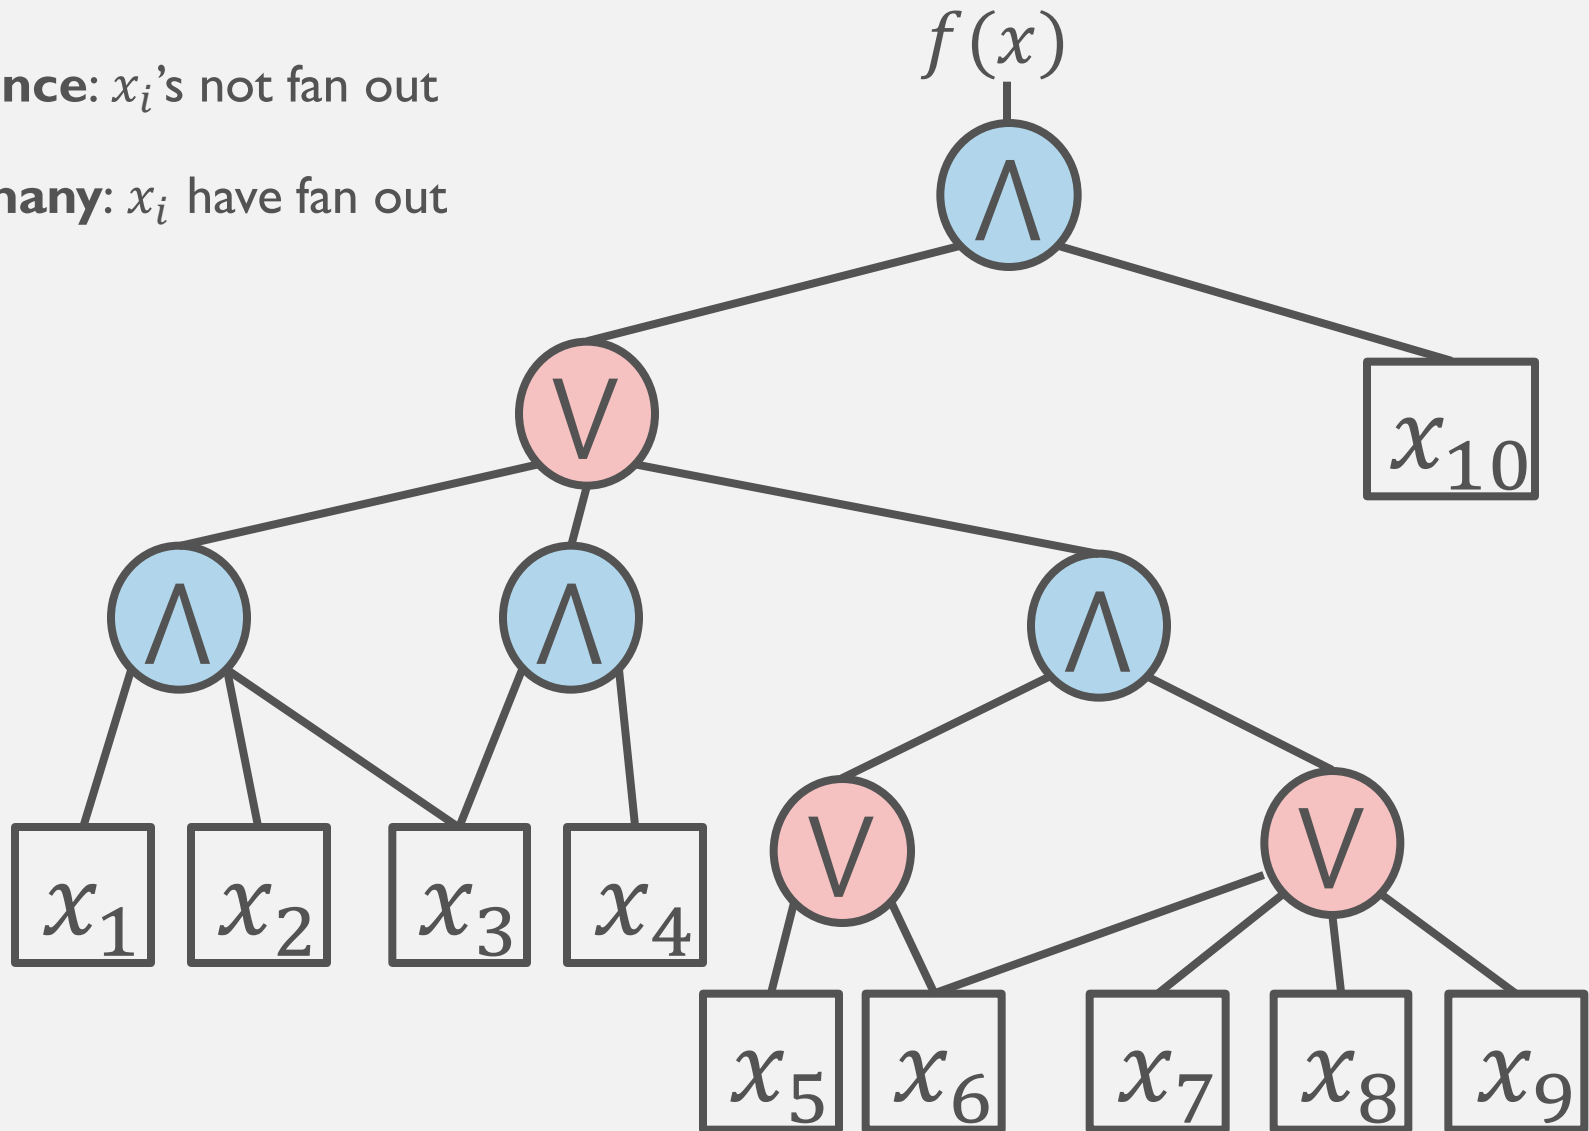 f(x)
nce: xᵢ's not fan out
many: xᵢ have fan out
∧
∨
x₁₀
∧ ∧ ∧
∨ ∨
x₁ x₂ x₃ x₄
x₅ x₆ x₇ x₈ x₉